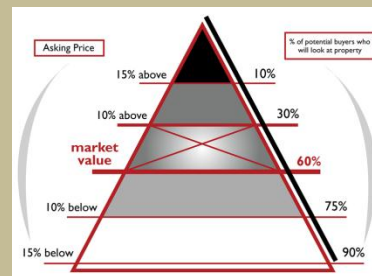 Asking Price
% of potential buyers who
will look at property
15% above 10%
10% above 30%
market
value 60%
10% below 75%
15% below 90%